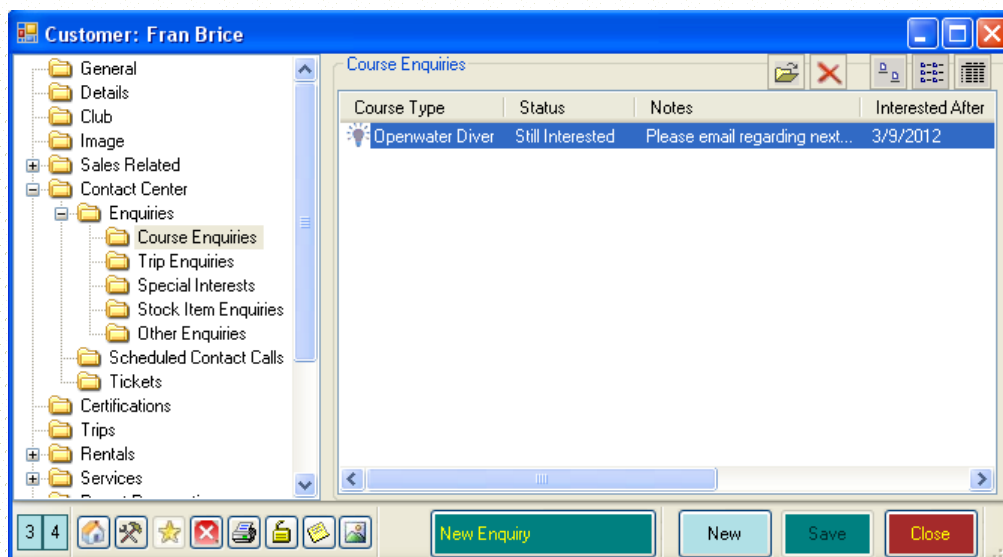 Customer: Fran Brice
General
Details
Club
Image
Sales Related
Contact Center
Enquiries
Course Enquiries
Trip Enquiries
Special Interests
Stock Item Enquiries
Other Enquiries
Scheduled Contact Calls
Tickets
Certifications
Trips
Rentals
Services
Course Enquiries
Course Type Status Notes Interested After
Openwater Diver Still Interested Please email regarding next... 3/9/2012
3 4 New Enquiry New Save Close